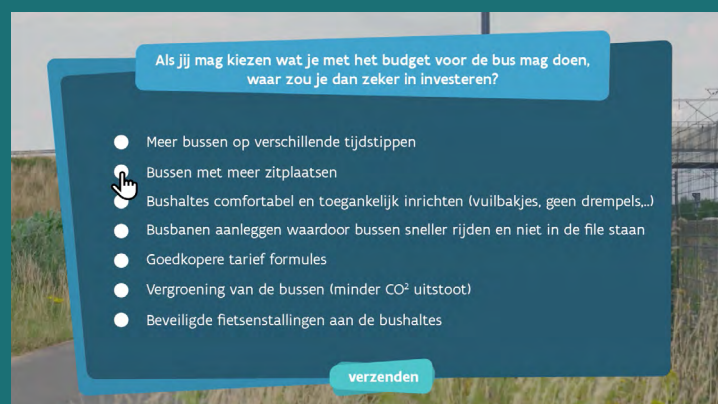 Als jij mag kiezen wat je met het budget voor de bus mag doen,
waar zou je dan zeker in investeren?
Meer bussen op verschillende tijdstippen
Bussen met meer zitplaatsen
Bushaltes comfortabel en toegankelijk inrichten (vuilbakjes, geen drempels,..)
Busbanen aanleggen waardoor bussen sneller rijden en niet in de file staan
Goedkopere tarief formules
Vergroening van de bussen (minder CO² uitstoot)
Beveiligde fietsenstallingen aan de bushaltes
verzenden